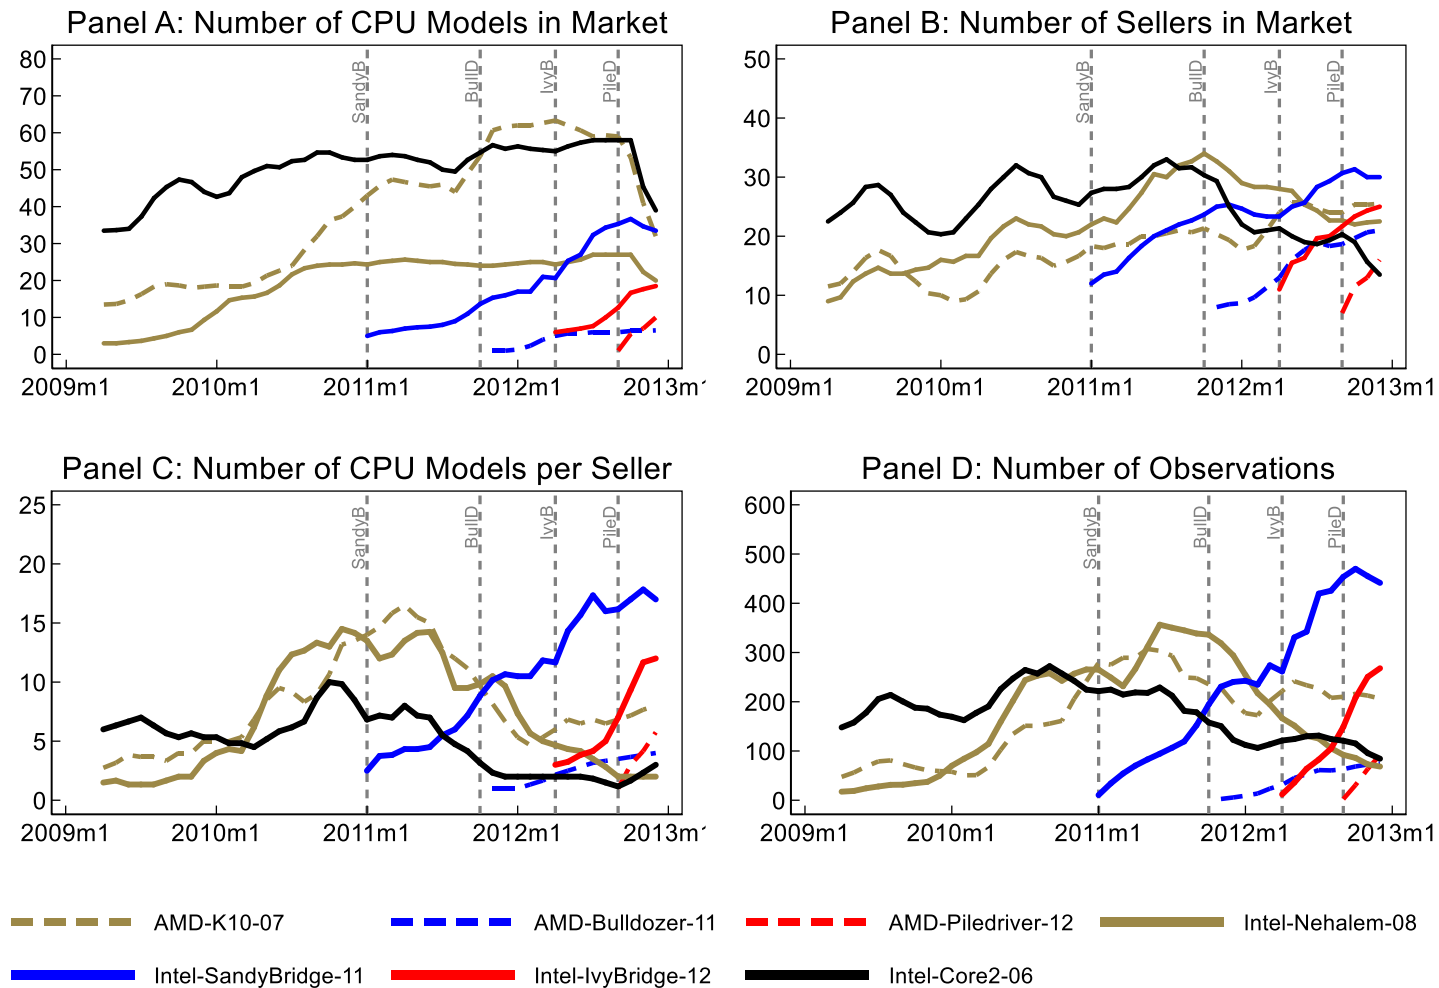 Panel A: Number of CPU Models in Market
80
70
60
50
40
30
20
10
0
SandyB
BullD
IvyB
PileD
2009m1
2010m1
2011m1
2012m1
2013m1
Panel B: Number of Sellers in Market
50
40
30
20
10
0
SandyB
BullD
IvyB
PileD
2009m1
2010m1
2011m1
2012m1
2013m1
Panel C: Number of CPU Models per Seller
25
20
15
10
5
0
SandyB
BullD
IvyB
PileD
2009m1
2010m1
2011m1
2012m1
2013m1
Panel D: Number of Observations
600
500
400
300
200
100
0
SandyB
BullD
IvyB
PileD
2009m1
2010m1
2011m1
2012m1
2013m1
AMD-K10-07
AMD-Bulldozer-11
AMD-Piledriver-12
Intel-Nehalem-08
Intel-SandyBridge-11
Intel-IvyBridge-12
Intel-Core2-06